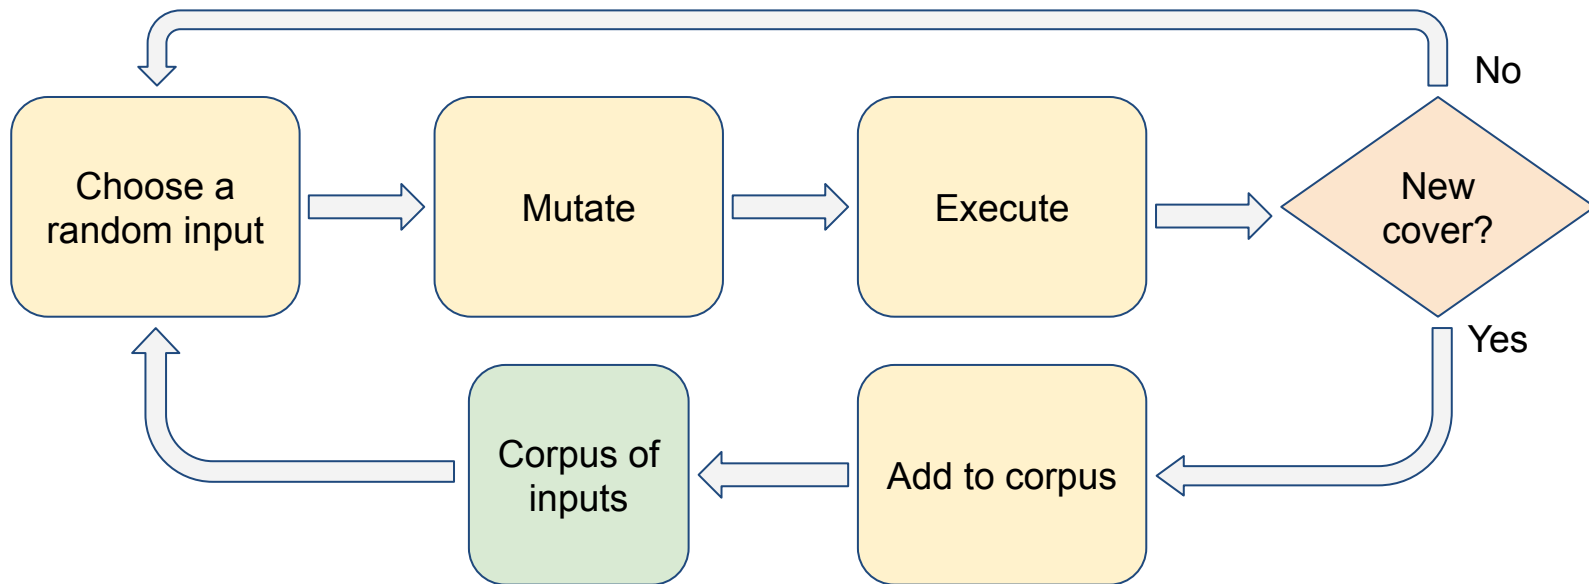 No
Choose a
random input
Mutate
Execute
New
cover?
Yes
Corpus of
inputs
Add to corpus